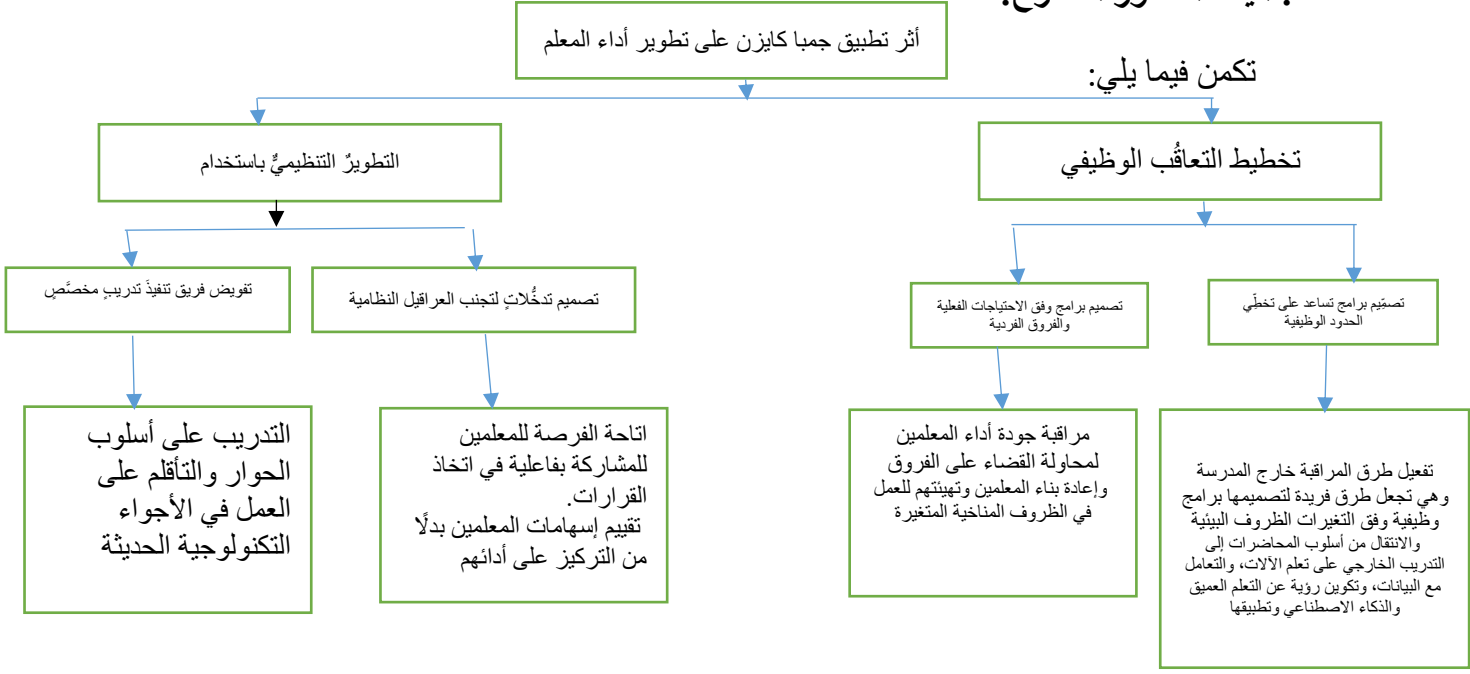 تكمن فيما يلي:
أثر تطبيق جمبا كايزن على تطوير أداء المعلم
تخطيط التعاقُب الوظيفي
التطويرٌ التنظيميٌّ باستخدام
تصمّيم برامج تساعد على تخطِّي
الحدود الوظيفية
تصميم برامج وفق الاحتياجات الفعلية
والفروق الفردية
تصميم تدخُّلاتٍ لتجنب العراقيل النظامية
تفويض فريق تنفيذَ تدريبٍ مخصَّصٍ
تفعيل طرق المراقبة خارج المدرسة
وهي تجعل طرق فريدة لتصميمها برامج
وظيفية وفق التغيرات الظروف البيئية
والانتقال من أسلوب المحاضرات إلى
التدريب الخارجي على تعلم الآلات، والتعامل
مع البيانات، وتكوين رؤية عن التعلم العميق
والذكاء الاصطناعي وتطبيقها
مراقبة جودة أداء المعلمين
لمحاولة القضاء على الفروق
وإعادة بناء المعلمين وتهيئتهم للعمل
في الظروف المناخية المتغيرة
اتاحة الفرصة للمعلمين
للمشاركة بفاعلية في اتخاذ
القرارات.
تقييم إسهامات المعلمين بدلًا
من التركيز على أدائهم
التدريب على أسلوب
الحوار والتأقلم على
العمل في الأجواء
التكنولوجية الحديثة